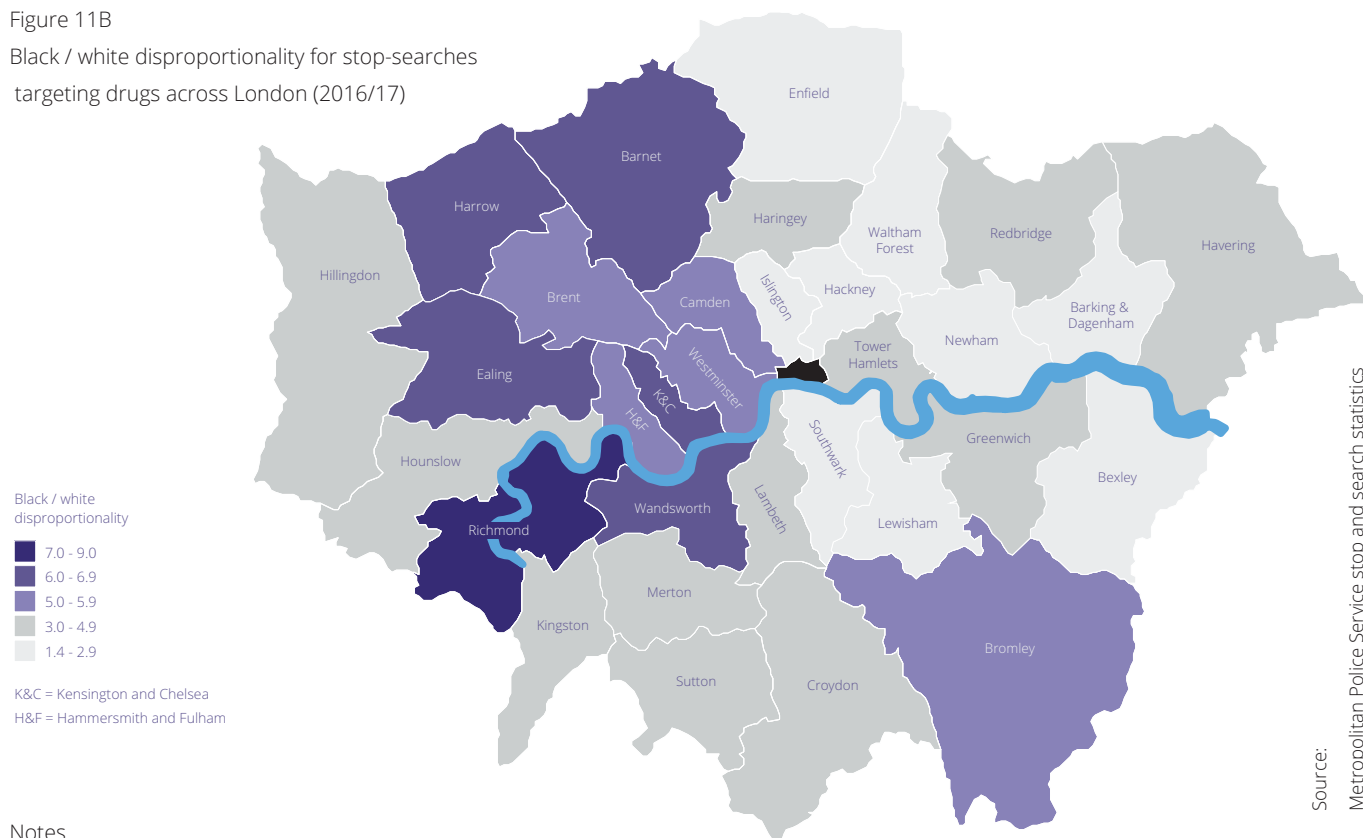 Figure 11B
Black / white disproportionality for stop-searches
targeting drugs across London (2016/17)
Enfield
Barnet
Harrow
Haringey
Waltham
Forest
Redbridge
Havering
Hillingdon
Brent
Camden
Islington
Hackney
Barking &
Dagenham
Newham
Tower
Hamlets
Ealing
Westminster
K&C
H&F
Southwark
Greenwich
Hounslow
Bexley
Lambeth
Wandsworth
Lewisham
Richmond
Merton
Kingston
Bromley
Sutton
Croydon
Black / white
disproportionality
7.0 - 9.0
6.0 - 6.9
5.0 - 5.9
3.0 - 4.9
1.4 - 2.9
K&C = Kensington and Chelsea
H&F = Hammersmith and Fulham
Source:
Metropolitan Police Service stop and search statistics
Notes